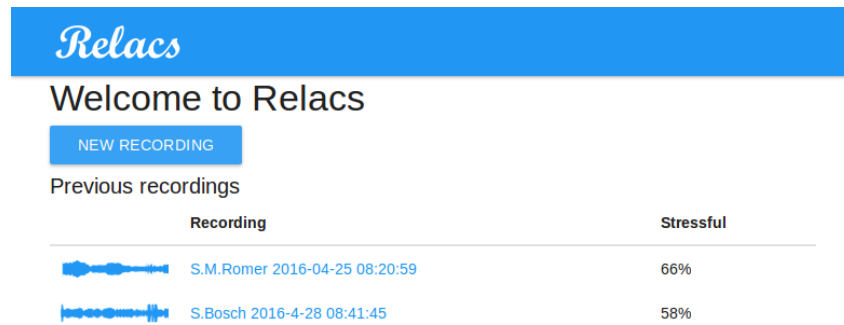 Relacs
Welcome to Relacs
NEW RECORDING
Previous recordings
Recording Stressful
S.M.Romer 2016-04-25 08:20:59 66%
S.Bosch 2016-4-28 08:41:45 58%